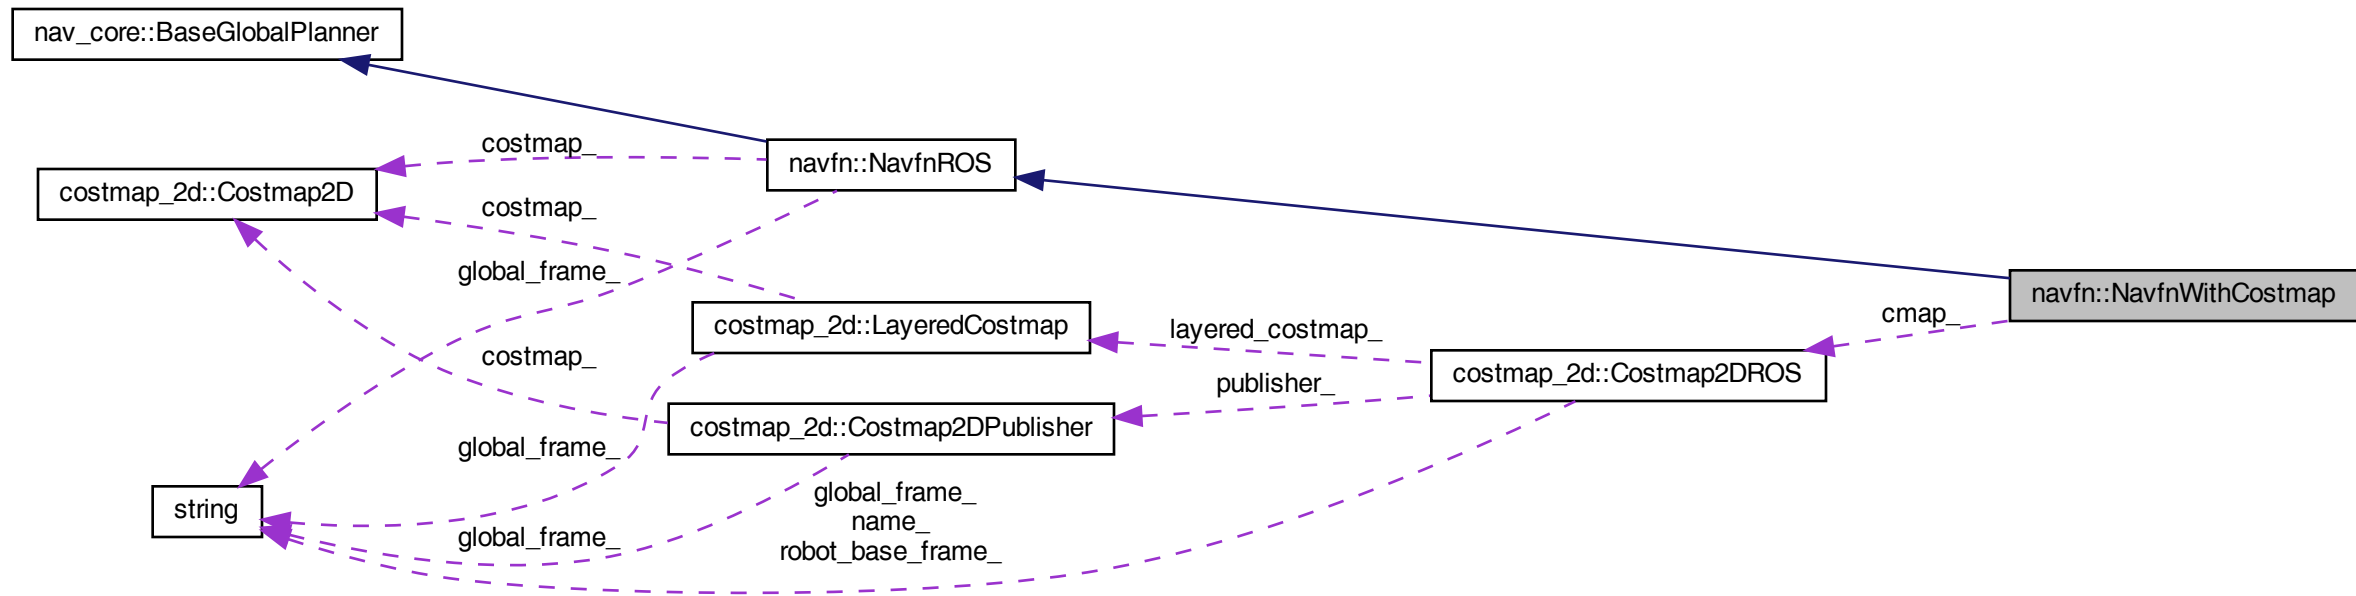 nav_core::BaseGlobalPlanner
costmap_
navfn::NavfnROS
costmap_2d::Costmap2D
costmap_
global_frame_
navfn::NavfnWithCostmap
cmap_
costmap_2d::LayeredCostmap
layered_costmap_
costmap_
costmap_2d::Costmap2DROS
publisher_
costmap_2d::Costmap2DPublisher
global_frame_
global_frame_
name_
robot_base_frame_
string
global_frame_